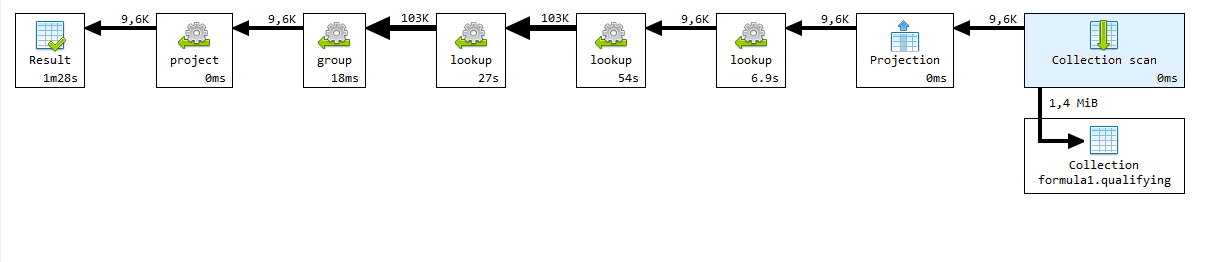 9,6K 9,6K 103K 103K 9,6K 9,6K 9,6K
Result project group lookup lookup lookup Projection Collection scan
1m28s 0ms 18ms 27s 54s 6.9s 0ms 0ms
1,4 MiB
Collection
formula1.qualifying